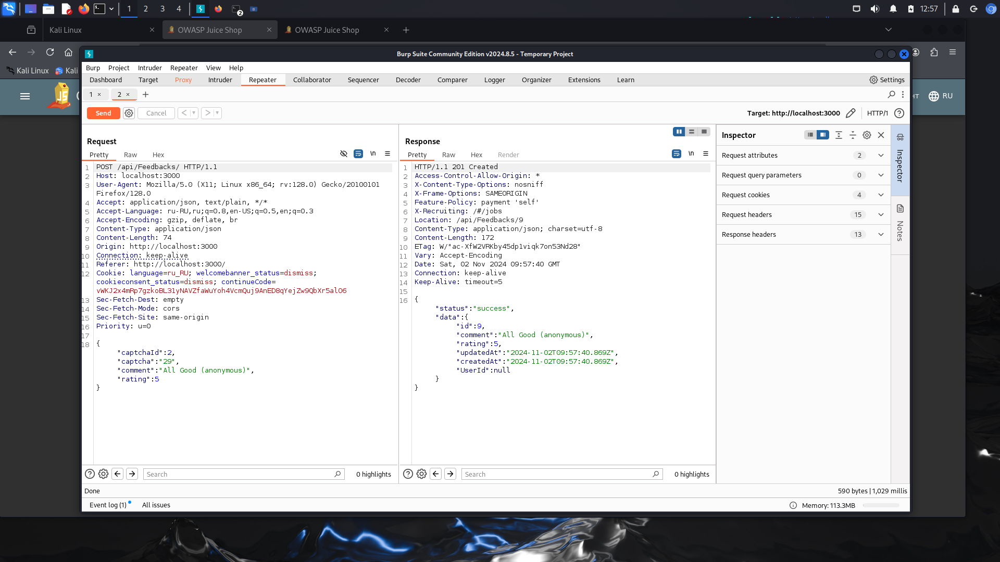 1
2
3
4
2
12:57
Kali Linux
OWASP Juice Shop
OWASP Juice Shop
Kali Linux
Kali
Burp Suite Community Edition v2024.8.5 - Temporary Project
Burp Project Intruder Repeater View Help
Dashboard Target Proxy Intruder Repeater Collaborator Sequencer Decoder Comparer Logger Organizer Extensions Learn Settings
RU
1 × 2 × +
Send Cancel < >
Target: http://localhost:3000 HTTP/1
Request
Pretty Raw Hex \n
1 POST /api/Feedbacks/ HTTP/1.1
2 Host: localhost:3000
3 User-Agent: Mozilla/5.0 (X11; Linux x86_64; rv:128.0) Gecko/20100101
Firefox/128.0
4 Accept: application/json, text/plain, */*
5 Accept-Language: ru-RU,ru;q=0.8,en-US;q=0.5,en;q=0.3
6 Accept-Encoding: gzip, deflate, br
7 Content-Type: application/json
8 Content-Length: 74
9 Origin: http://localhost:3000
10 Connection: keep-alive
11 Referer: http://localhost:3000/
12 Cookie: language=ru_RU; welcomebanner_status=dismiss;
cookieconsent_status=dismiss; continueCode=
vWKJ2x4mRp7gzkoBL31yNAVZfaWuYoh4VcmQuj9AnED8qYejZw9QbXr5alO6
13 Sec-Fetch-Dest: empty
14 Sec-Fetch-Mode: cors
15 Sec-Fetch-Site: same-origin
16 Priority: u=0
17
18 {
"captchaId":2,
"captcha":"29",
"comment":"All Good (anonymous)",
"rating":5
}
Search
0 highlights
Response
Pretty Raw Hex Render \n
1 HTTP/1.1 201 Created
2 Access-Control-Allow-Origin: *
3 X-Content-Type-Options: nosniff
4 X-Frame-Options: SAMEORIGIN
5 Feature-Policy: payment 'self'
6 X-Recruiting: /#/jobs
7 Location: /api/Feedbacks/9
8 Content-Type: application/json; charset=utf-8
9 Content-Length: 172
10 ETag: W/"ac-XfW2VRKby45dp1viqk7on53Nd28"
11 Vary: Accept-Encoding
12 Date: Sat, 02 Nov 2024 09:57:40 GMT
13 Connection: keep-alive
14 Keep-Alive: timeout=5
15
16 {
"status":"success",
"data":{
"id":9,
"comment":"All Good (anonymous)",
"rating":5,
"updatedAt":"2024-11-02T09:57:40.869Z",
"createdAt":"2024-11-02T09:57:40.869Z",
"UserId":null
}
}
Search
0 highlights
Inspector
Request attributes 2
Request query parameters 0
Request cookies 4
Request headers 15
Response headers 13
Inspector
Notes
Done
590 bytes | 1,029 millis
Event log (1) All issues
Memory: 113.3MB